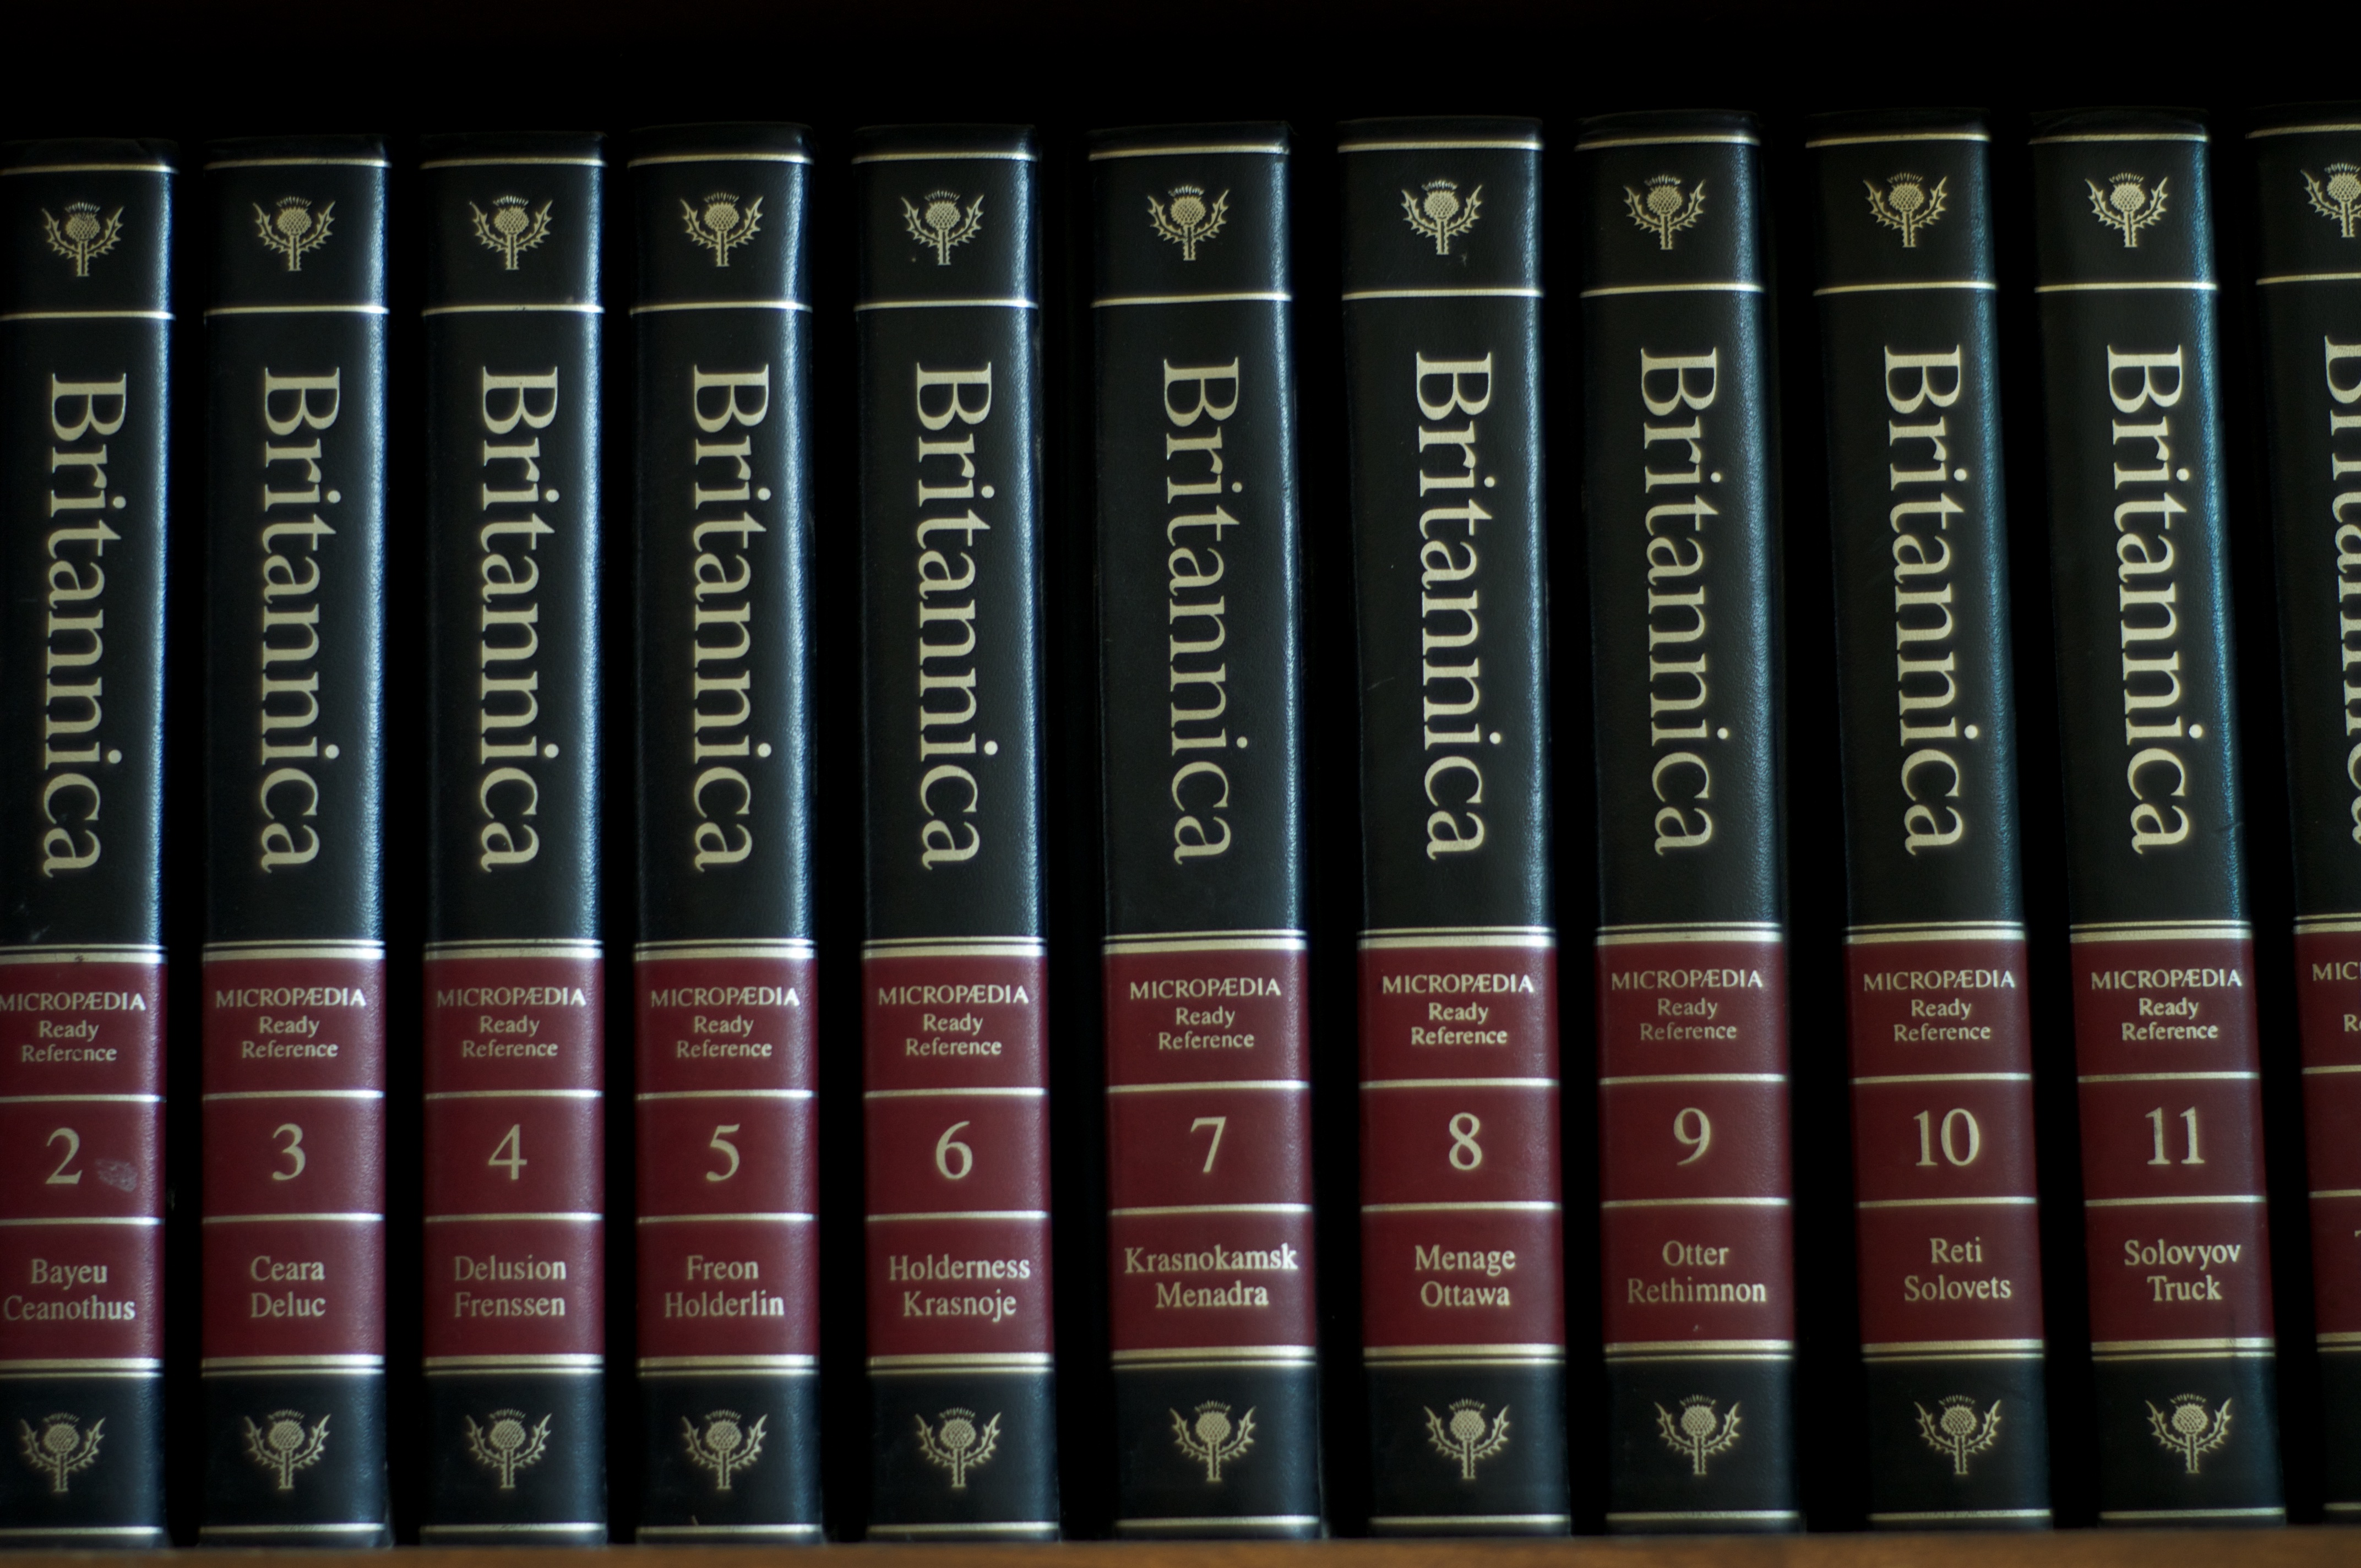 Britannica
MICROPÆDIA
Ready
Reference
2
Bayeu
Ceanothus
Britannica
MICROPÆDIA
Ready
Reference
3
Ceara
Deluc
Britannica
MICROPÆDIA
Ready
Reference
4
Delusion
Frenssen
Britannica
MICROPÆDIA
Ready
Reference
5
Freon
Holderlin
Britannica
MICROPÆDIA
Ready
Reference
6
Holderness
Krasnoje
Britannica
MICROPÆDIA
Ready
Reference
7
Krasnokamsk
Menadra
Britannica
MICROPÆDIA
Ready
Reference
8
Menage
Ottawa
Britannica
MICROPÆDIA
Ready
Reference
9
Otter
Rethimnon
Britannica
MICROPÆDIA
Ready
Reference
10
Reti
Solovets
Britannica
MICROPÆDIA
Ready
Reference
11
Solovyov
Truck